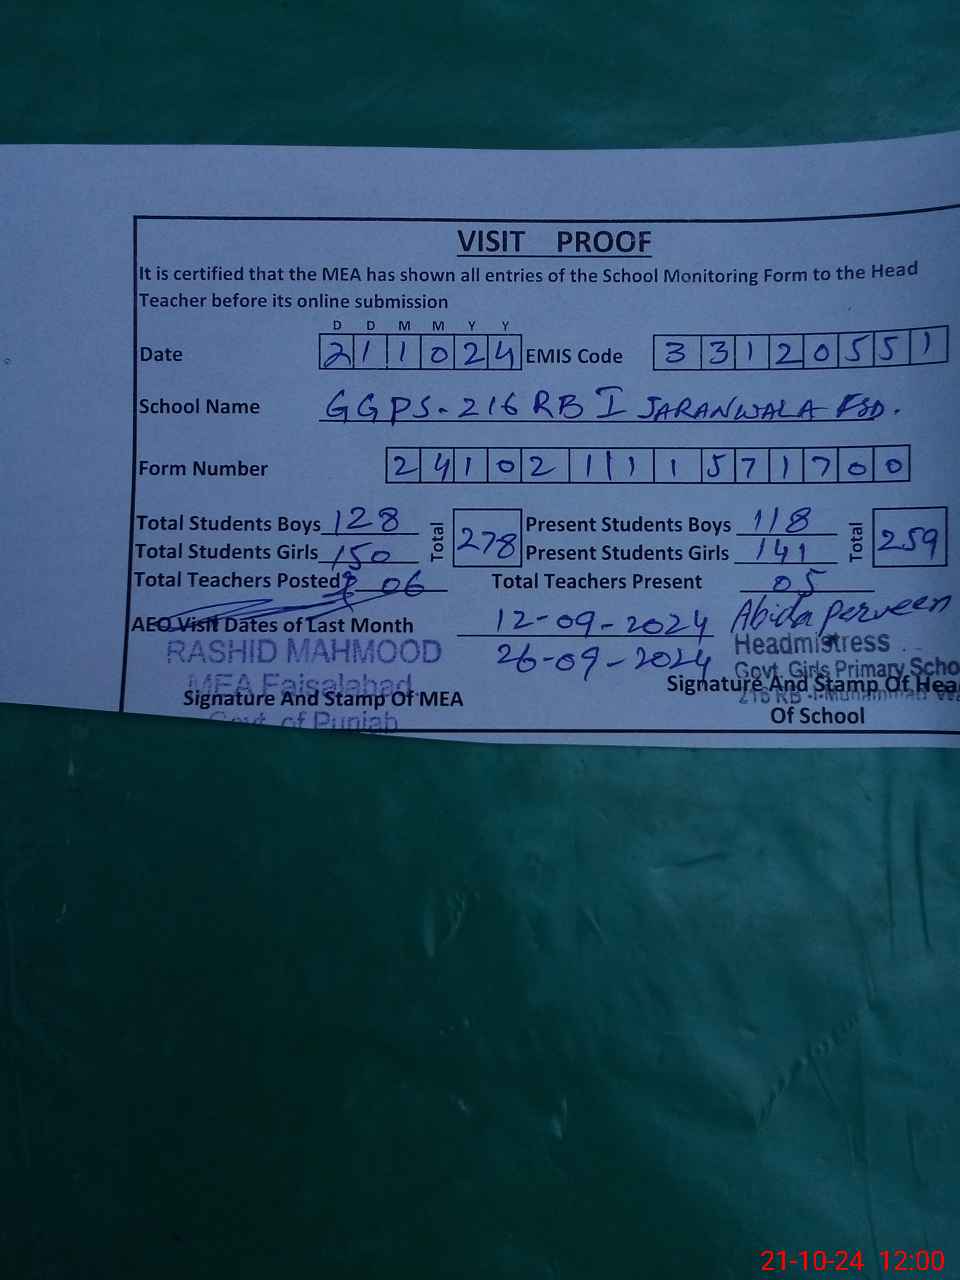 VISIT PROOF
It is certified that the MEA has shown all entries of the School Monitoring Form to the Head
Teacher before its online submission
D D M M Y Y
Date 211024 EMIS Code 33120551
School Name GGPS-216 RB I JARANWALA FSD.
Form Number 241021111571700
Total Students Boys 128 Total 278 Present Students Boys 118 Total 259
Total Students Girls 150 Present Students Girls 141
Total Teachers Posted 06 Total Teachers Present 05
AEO Visit Dates of Last Month 12-09-2024 Abida Perveen
RASHID MAHMOOD 26-09-2024 Headmistress
MEA Faisalabad Govt. Girls Primary Scho
Signature And Stamp Of MEA Signature And Stamp Of Hea
216 RB
Govt. of Punjab Of School
21-10-24 12:00